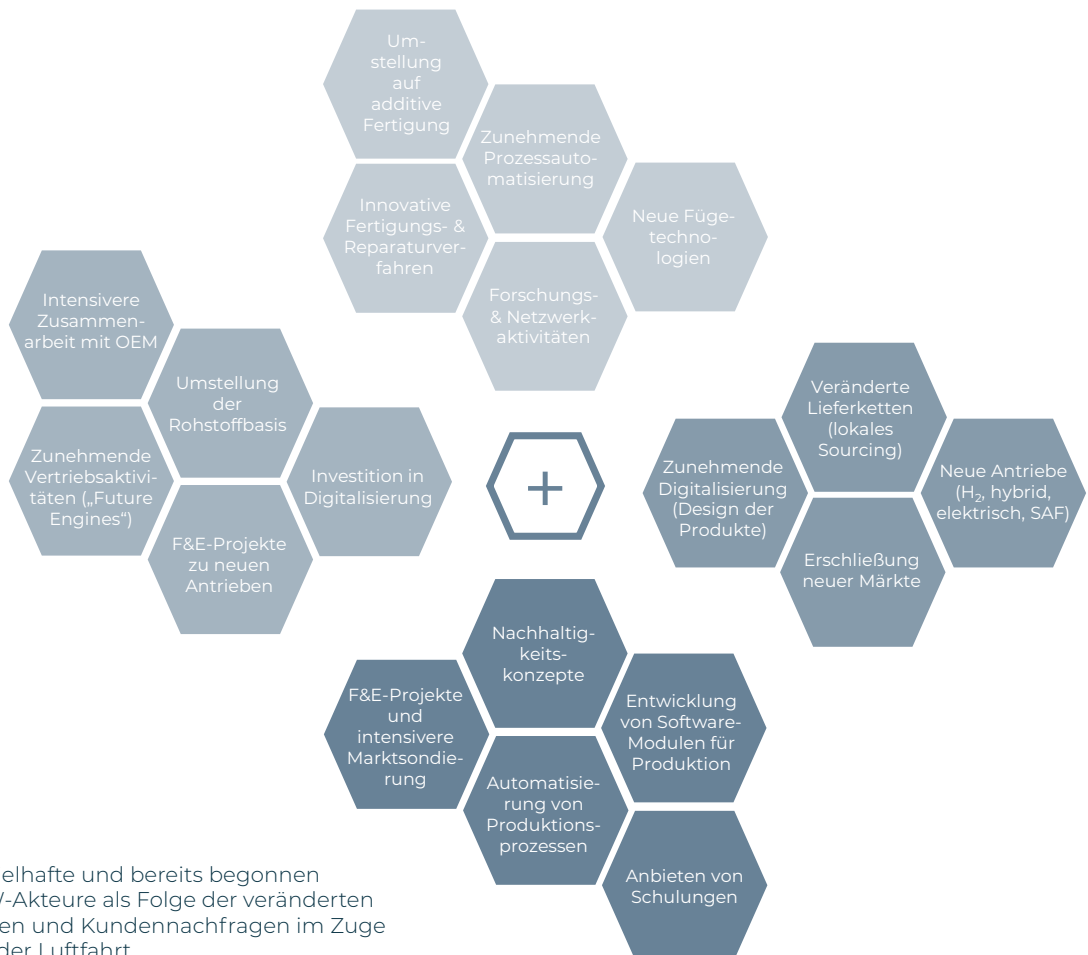 Um-
stellung
auf
additive
Fertigung
Zunehmende
Prozessauto-
matisierung
Innovative
Fertigungs- &
Reparaturver-
fahren
Neue Füge-
techno-
logien
Forschungs-
& Netzwerk-
aktivitäten
Intensivere
Zusammen-
arbeit mit OEM
Umstellung
der
Rohstoffbasis
Zunehmende
Vertriebsaktivi-
täten („Future
Engines“)
Investition in
Digitalisierung
F&E-Projekte
zu neuen
Antrieben
+
Veränderte
Lieferketten
(lokales
Sourcing)
Zunehmende
Digitalisierung
(Design der
Produkte)
Neue Antriebe
(H₂, hybrid,
elektrisch, SAF)
Erschließung
neuer Märkte
Nachhaltig-
keits-
konzepte
F&E-Projekte
und
intensivere
Marktsondie-
rung
Entwicklung
von Software-
Modulen für
Produktion
Automatisie-
rung von
Produktions-
prozessen
Anbieten von
Schulungen
elhafte und bereits begonnen
-Akteure als Folge der veränderten
en und Kundennachfragen im Zuge
der Luftfahrt